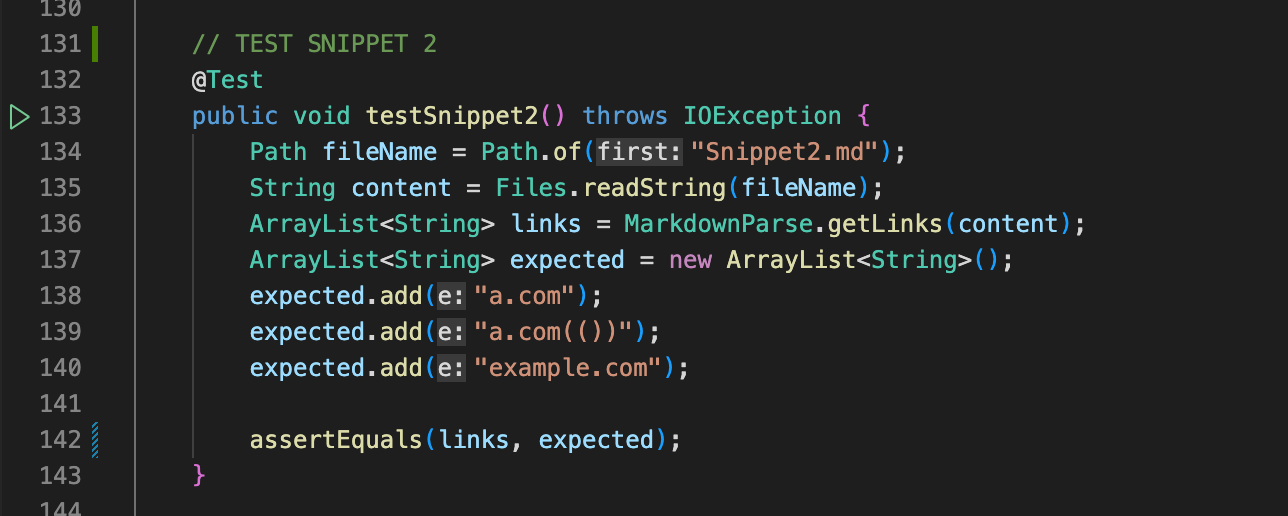 130
131 // TEST SNIPPET 2
132 @Test
133 public void testSnippet2() throws IOException {
134 Path fileName = Path.of(first: "Snippet2.md");
135 String content = Files.readString(fileName);
136 ArrayList<String> links = MarkdownParse.getLinks(content);
137 ArrayList<String> expected = new ArrayList<String>();
138 expected.add(e: "a.com");
139 expected.add(e: "a.com(())");
140 expected.add(e: "example.com");
141
142 assertEquals(links, expected);
143 }
144